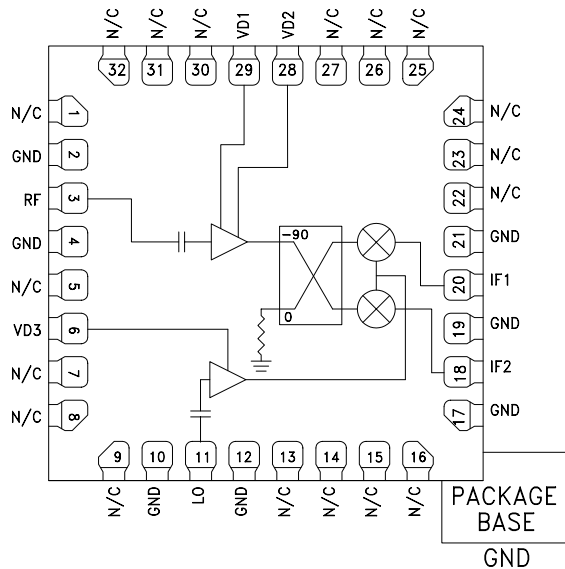 N/C N/C N/C VD1 VD2 N/C N/C N/C
32 31 30 29 28 27 26 25
N/C 1
GND 2
RF 3
GND 4
N/C 5
VD3 6
N/C 7
N/C 8
24 N/C
23 N/C
22 N/C
21 GND
20 IF1
19 GND
18 IF2
17 GND
-90
0
9 10 11 12 13 14 15 16
N/C GND LO GND N/C N/C N/C N/C
PACKAGE
BASE
GND